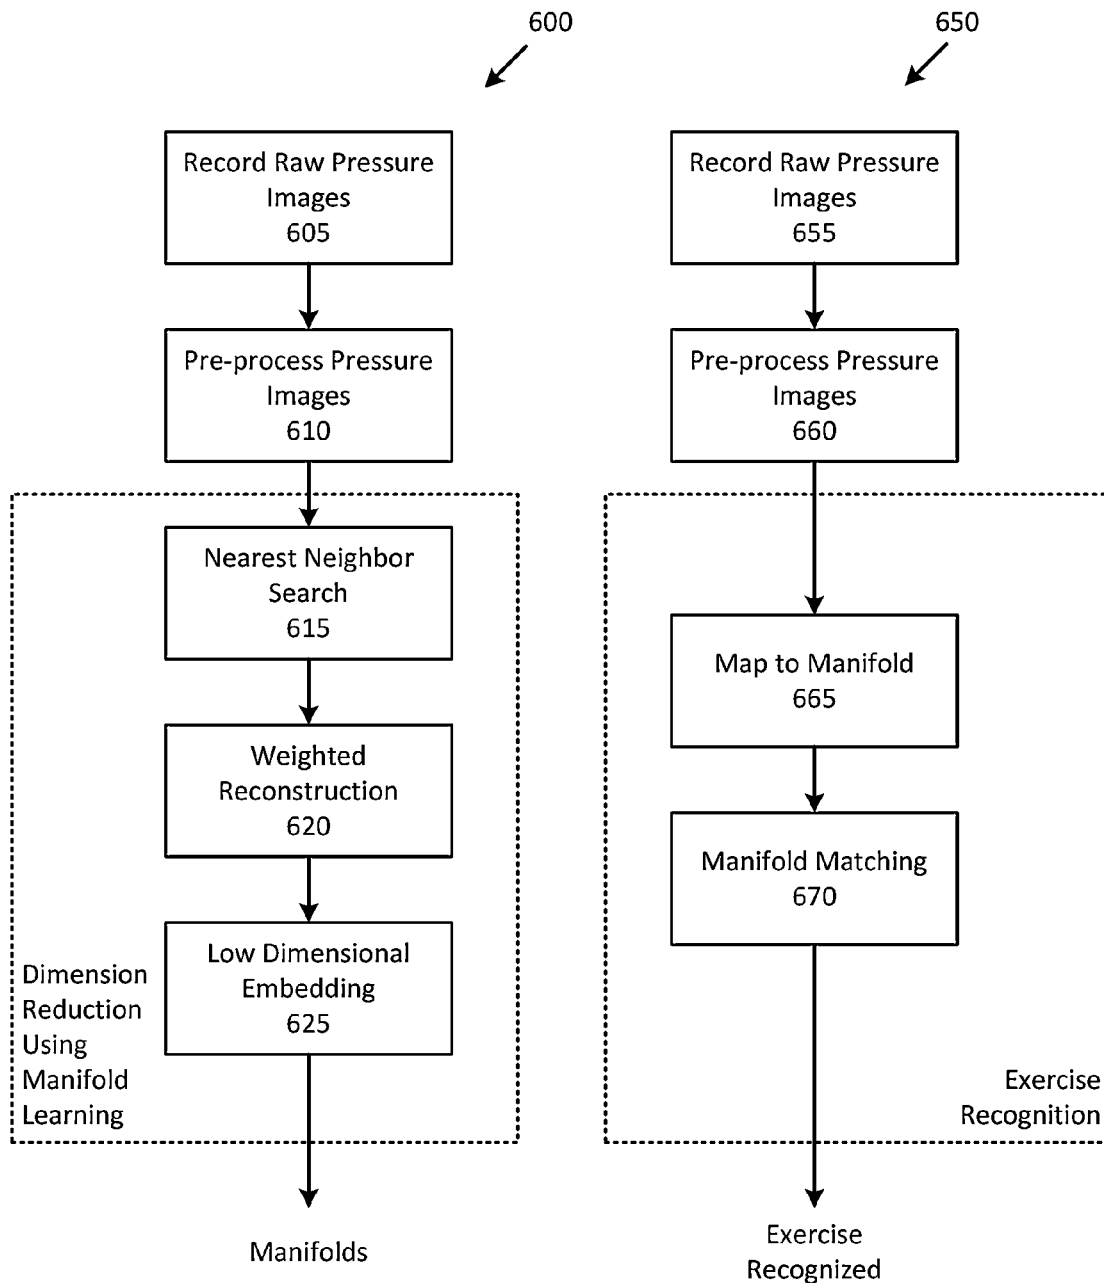 600
Record Raw Pressure
Images
605
Pre-process Pressure
Images
610
Nearest Neighbor
Search
615
Weighted
Reconstruction
620
Low Dimensional
Embedding
625
Dimension
Reduction
Using
Manifold
Learning
Manifolds
650
Record Raw Pressure
Images
655
Pre-process Pressure
Images
660
Map to Manifold
665
Manifold Matching
670
Exercise
Recognition
Exercise
Recognized